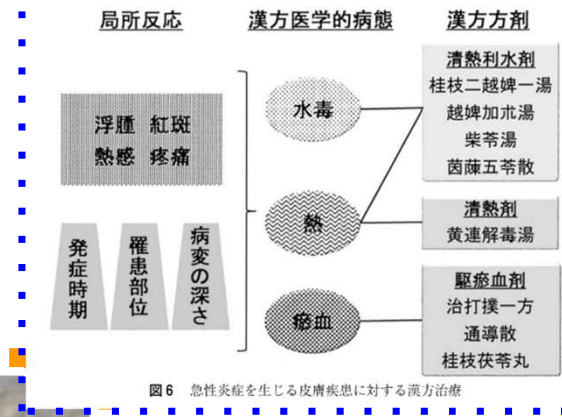 局所反応
漢方医学的病態
漢方方剤
浮腫 紅斑
熱感 疼痛
発症時期
罹患部位
病変の深さ
水毒
熱
瘀血
清熱利水剤
桂枝二越婢一湯
越婢加朮湯
柴苓湯
茵蔯五苓散
清熱剤
黄連解毒湯
駆瘀血剤
治打撲一方
通導散
桂枝茯苓丸
図6 急性炎症を生じる皮膚疾患に対する漢方治療